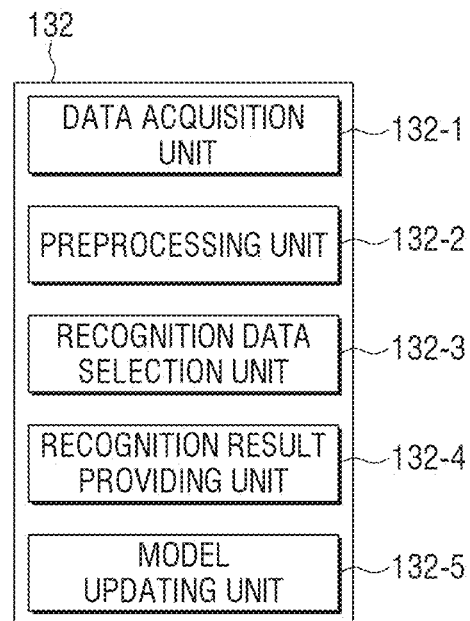 132
DATA ACQUISITION
UNIT
132-1
PREPROCESSING UNIT
132-2
RECOGNITION DATA
SELECTION UNIT
132-3
RECOGNITION RESULT
PROVIDING UNIT
132-4
MODEL
UPDATING UNIT
132-5